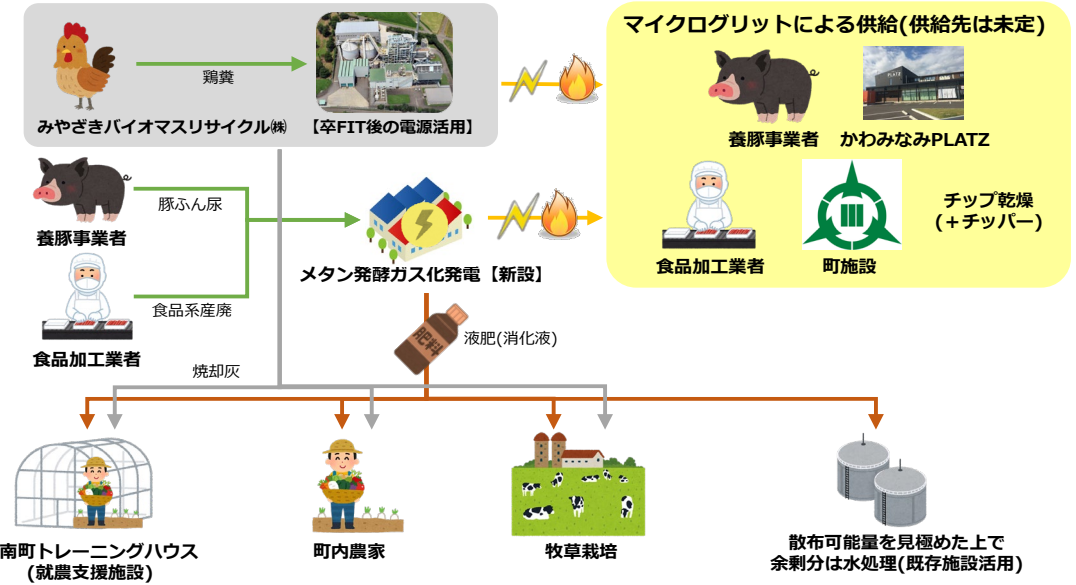 マイクログリットによる供給(供給先は未定)
鶏糞
みやざきバイオマスリサイクル㈱
【卒FIT後の電源活用】
PLATZ
養豚事業者
かわみなみPLATZ
豚ふん尿
養豚事業者
チップ乾燥
(+チッパー)
食品加工業者
町施設
メタン発酵ガス化発電【新設】
食品系産廃
食品加工業者
肥料
液肥(消化液)
焼却灰
南町トレーニングハウス
(就農支援施設)
町内農家
牧草栽培
散布可能量を見極めた上で
余剰分は水処理(既存施設活用)